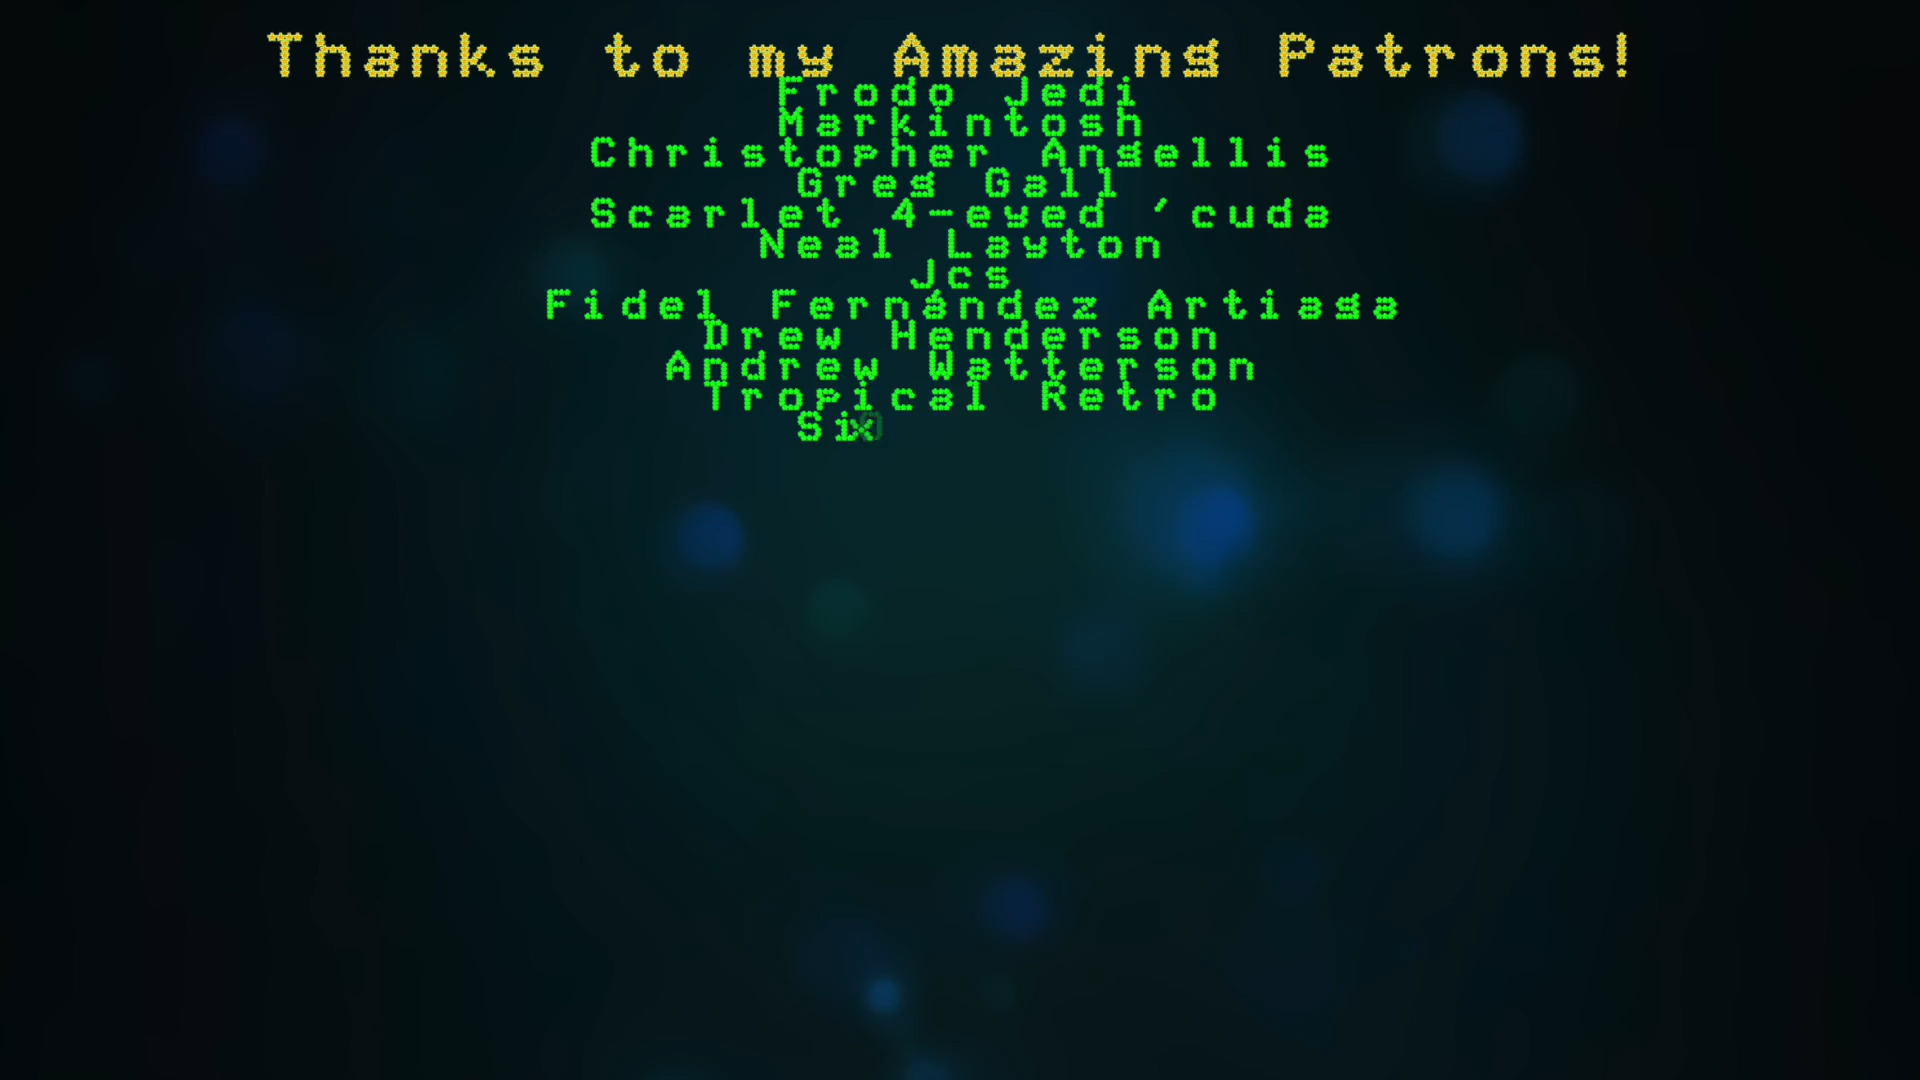 Thanks to my Amazing Patrons!
Frodo Jedi
Markintosh
Christopher Angellis
Greg Gall
Scarlet 4-eyed 'cuda
Neal Layton
Jcs
Fidel Fernández Artiaga
Drew Henderson
Andrew Watterson
Tropical Retro
Six